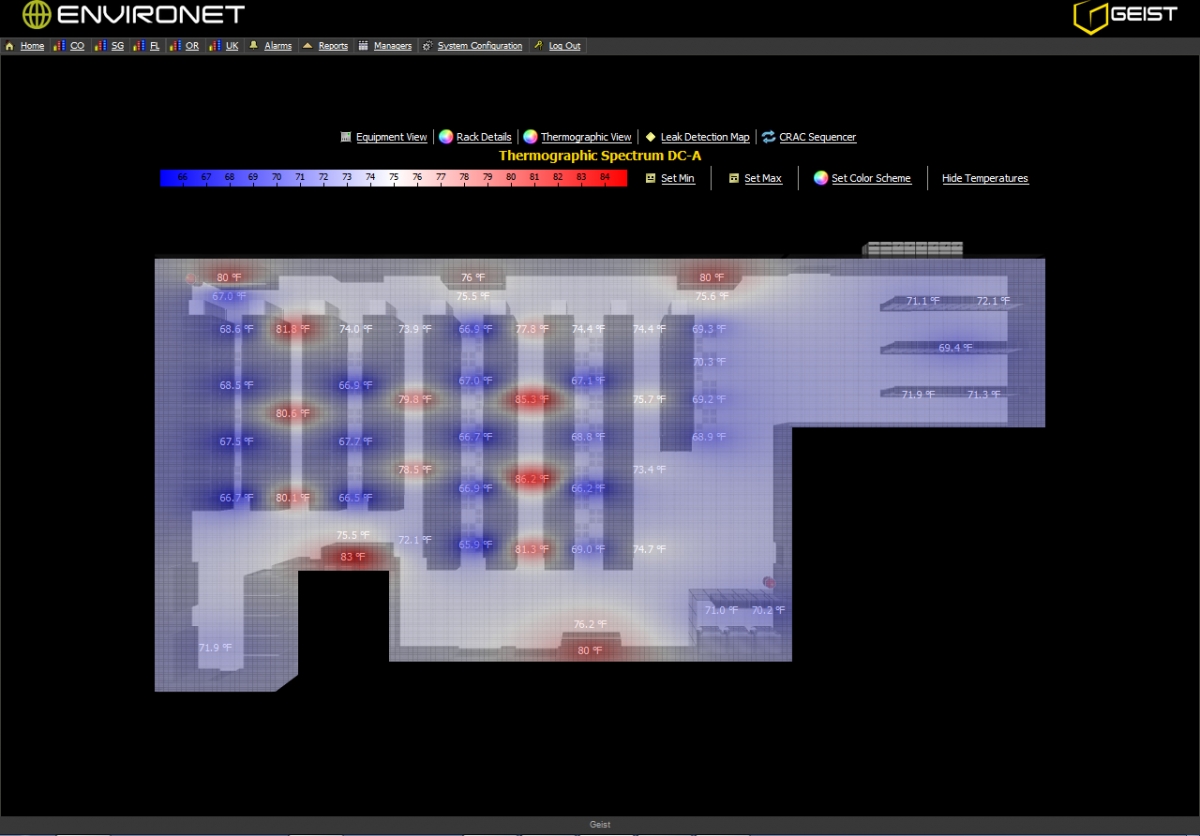 ENVIRONET GEIST
Home CO SG FL OR UK Alarms Reports Managers System Configuration Log Out
Equipment View Rack Details Thermographic View Leak Detection Map CRAC Sequencer
Thermographic Spectrum DC-A
66 67 68 69 70 71 72 73 74 75 76 77 78 79 80 81 82 83 84 Set Min Set Max Set Color Scheme Hide Temperatures
80 °F 76 °F 80 °F
67.0 °F 75.5 °F 75.6 °F
71.1 °F 72.1 °F
68.6 °F 81.8 °F 74.0 °F 73.9 °F 66.9 °F 77.8 °F 74.4 °F 74.4 °F 69.3 °F
69.4 °F
70.3 °F
68.5 °F 66.9 °F 67.0 °F 67.1 °F
71.9 °F 71.3 °F
79.8 °F 85.3 °F 75.7 °F 69.2 °F
80.6 °F
67.5 °F 67.7 °F 66.7 °F 68.8 °F 68.9 °F
78.5 °F 73.4 °F
86.2 °F
66.9 °F 66.2 °F
66.7 °F 80.1 °F 66.5 °F
75.5 °F 72.1 °F
65.9 °F 81.3 °F 69.0 °F 74.7 °F
83 °F
71.0 °F 70.2 °F
76.2 °F
71.9 °F 80 °F
Geist